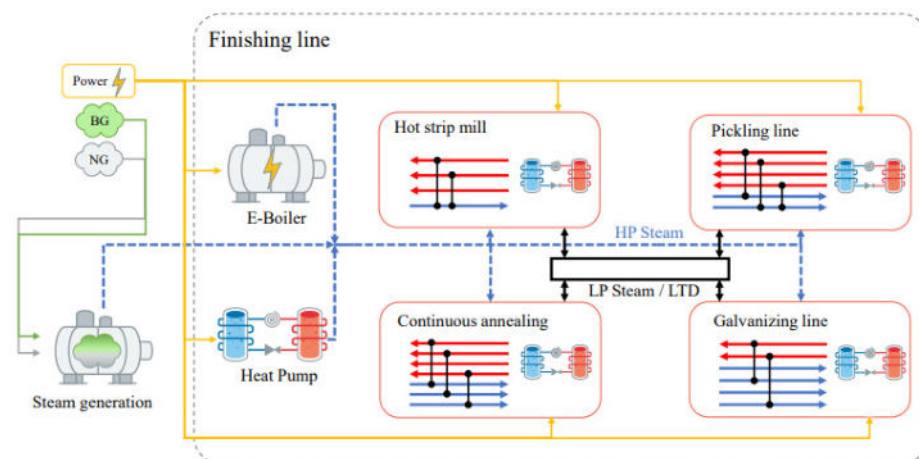 Finishing line
Power
BG
NG
Hot strip mill
Pickling line
E-Boiler
HP Steam
LP Steam / LTD
Continuous annealing
Galvanizing line
Heat Pump
Steam generation